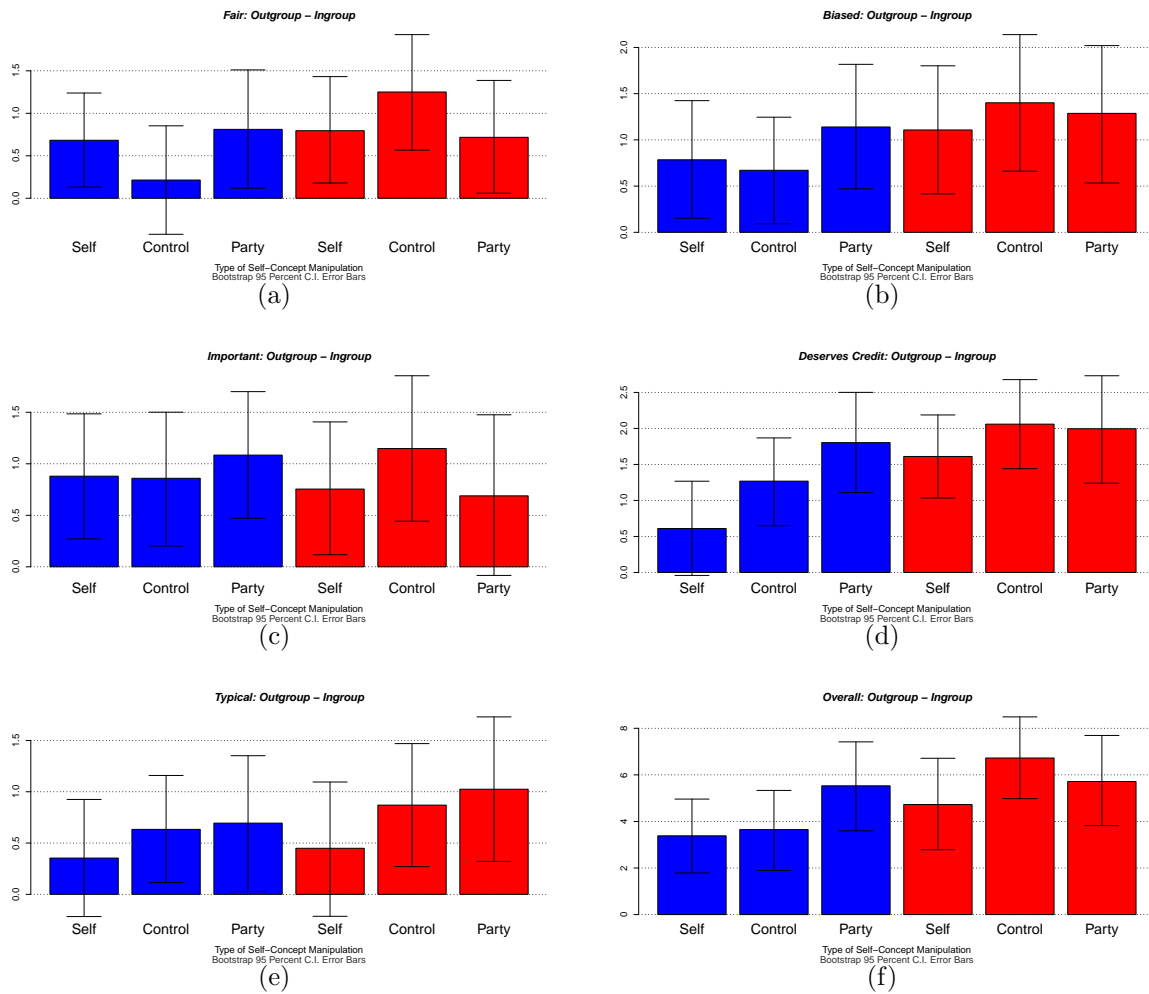 Fair: Outgroup – Ingroup
1.5
1.0
0.5
0.0
Self Control Party Self Control Party
Type of Self–Concept Manipulation
Bootstrap 95 Percent C.I. Error Bars
(a)
Biased: Outgroup – Ingroup
2.0
1.5
1.0
0.5
0.0
Self Control Party Self Control Party
Type of Self–Concept Manipulation
Bootstrap 95 Percent C.I. Error Bars
(b)
Important: Outgroup – Ingroup
1.5
1.0
0.5
0.0
Self Control Party Self Control Party
Type of Self–Concept Manipulation
Bootstrap 95 Percent C.I. Error Bars
(c)
Deserves Credit: Outgroup – Ingroup
2.5
2.0
1.5
1.0
0.5
0.0
Self Control Party Self Control Party
Type of Self–Concept Manipulation
Bootstrap 95 Percent C.I. Error Bars
(d)
Typical: Outgroup – Ingroup
1.5
1.0
0.5
0.0
Self Control Party Self Control Party
Type of Self–Concept Manipulation
Bootstrap 95 Percent C.I. Error Bars
(e)
Overall: Outgroup – Ingroup
8
6
4
2
0
Self Control Party Self Control Party
Type of Self–Concept Manipulation
Bootstrap 95 Percent C.I. Error Bars
(f)